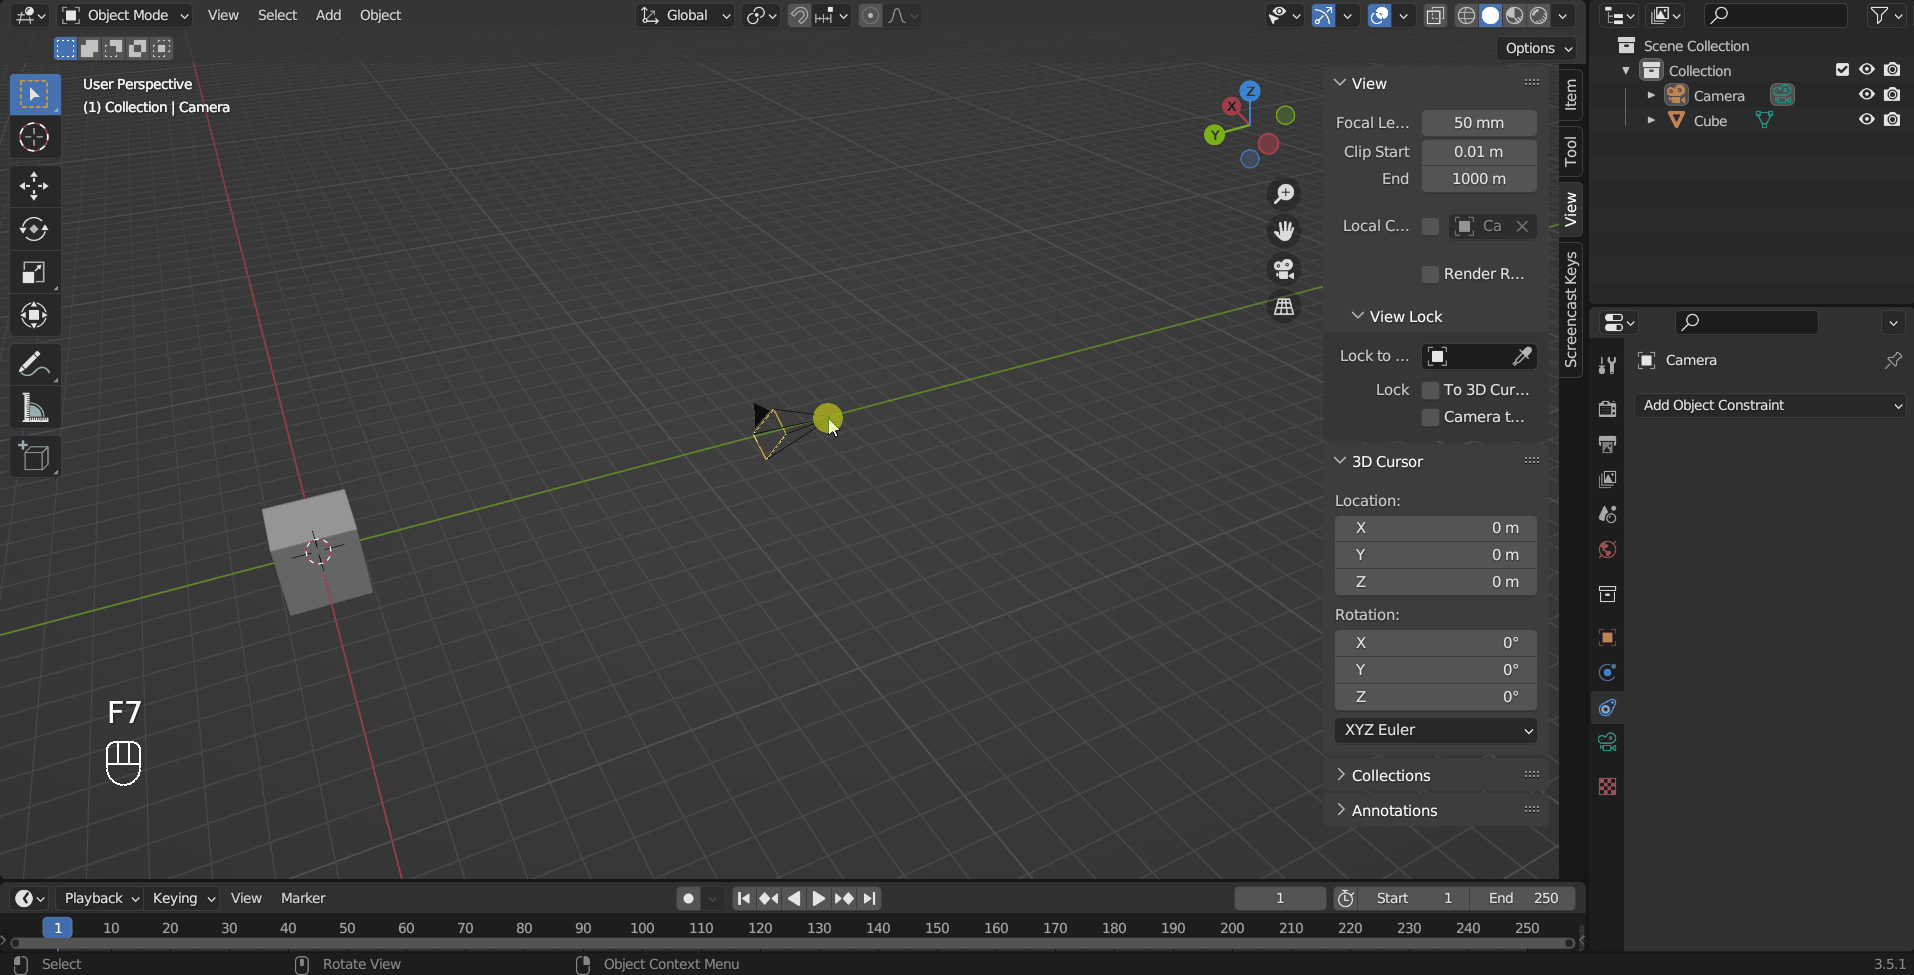 Object Mode View Select Add Object Global
Options
User Perspective
(1) Collection | Camera
X Y Z
View
Focal Le... 50 mm
Clip Start 0.01 m
End 1000 m
Local C... Ca
Render R...
View Lock
Lock to ...
Lock To 3D Cur...
Camera t...
3D Cursor
Location:
X 0 m
Y 0 m
Z 0 m
Rotation:
X 0°
Y 0°
Z 0°
XYZ Euler
Collections
Annotations
Item
Tool
View
Screencast Keys
Scene Collection
Collection
Camera
Cube
Camera
Add Object Constraint
F7
Playback Keying View Marker 1 Start 1 End 250
1 10 20 30 40 50 60 70 80 90 100 110 120 130 140 150 160 170 180 190 200 210 220 230 240 250
Select Rotate View Object Context Menu 3.5.1